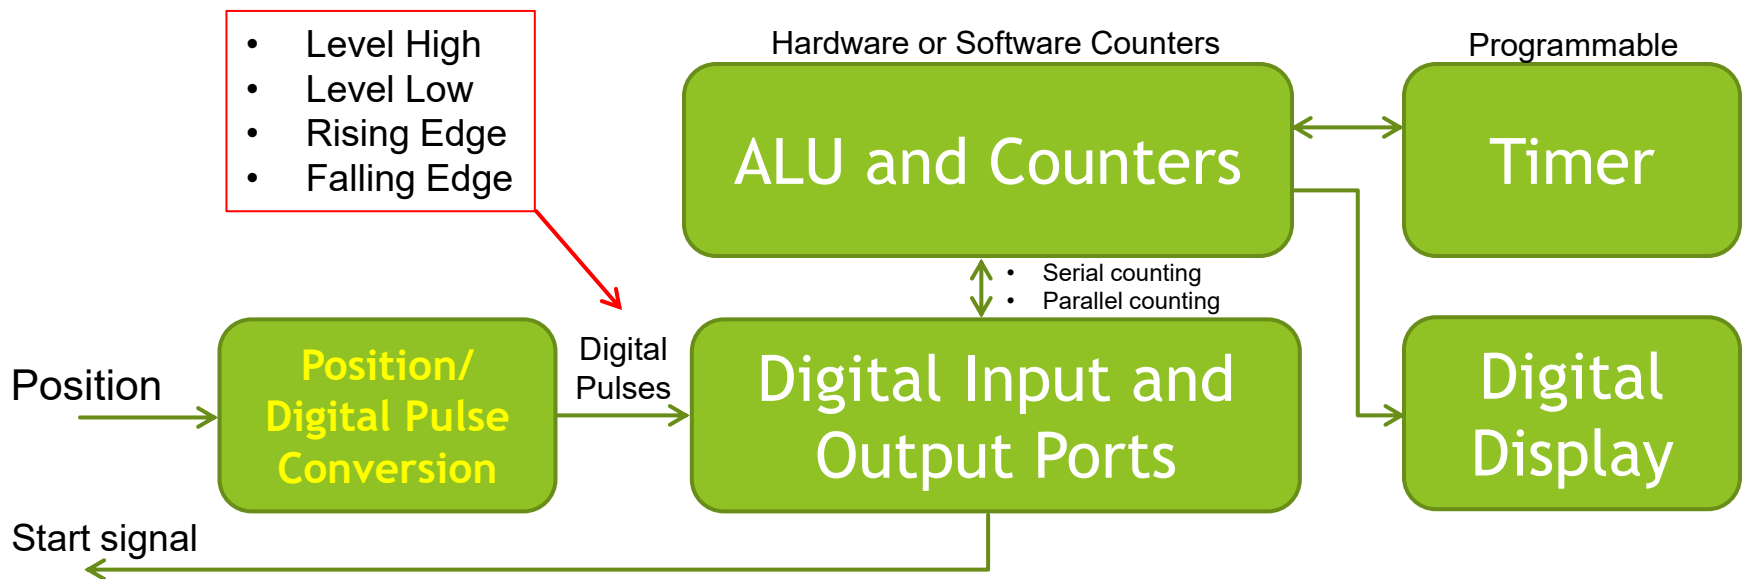 • Level High
• Level Low
• Rising Edge
• Falling Edge
Hardware or Software Counters
ALU and Counters
Programmable
Timer
• Serial counting
• Parallel counting
Position
Position/
Digital Pulse
Conversion
Digital
Pulses
Digital Input and
Output Ports
Digital
Display
Start signal